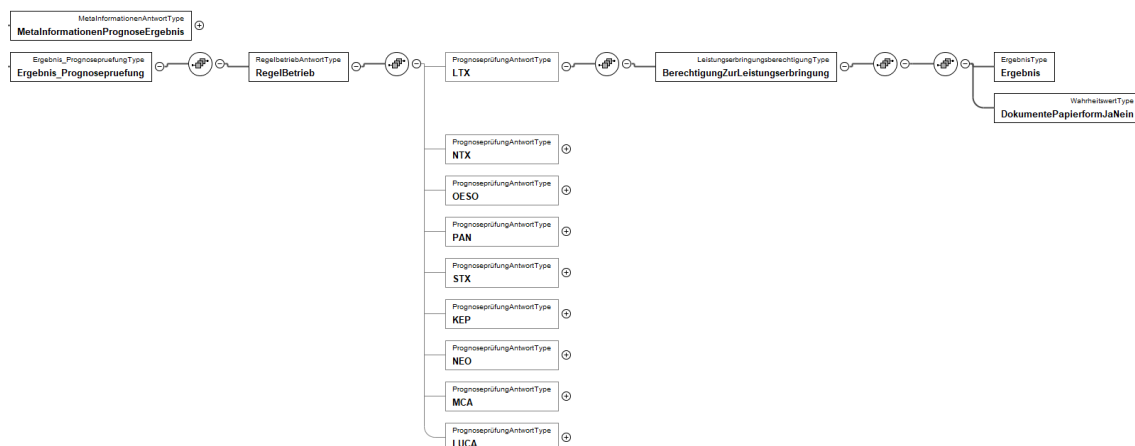 MetaInformationenAntwortType
MetaInformationenPrognoseErgebnis
Ergebnis_PrognosepruefungType
Ergebnis_Prognosepruefung
RegelbetriebAntwortType
RegelBetrieb
PrognoseprüfungAntwortType
LTX
LeistungserbringungsberechtigungType
BerechtigungZurLeistungserbringung
ErgebnisType
Ergebnis
WahrheitswertType
DokumentePapierformJaNein
PrognoseprüfungAntwortType
NTX
PrognoseprüfungAntwortType
OESO
PrognoseprüfungAntwortType
PAN
PrognoseprüfungAntwortType
STX
PrognoseprüfungAntwortType
KEP
PrognoseprüfungAntwortType
NEO
PrognoseprüfungAntwortType
MCA
PrognoseprüfungAntwortType
LUCA